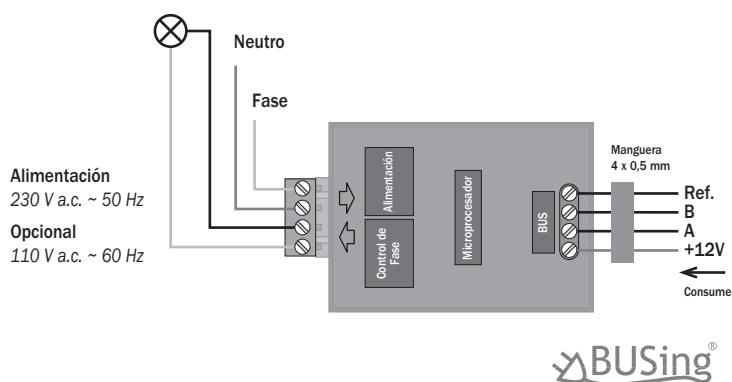 Neutro
Fase
Alimentación
230 V a.c. ~ 50 Hz
Opcional
110 V a.c. ~ 60 Hz
Alimentación
Control de
Fase
Microprocesador
BUS
Manguera
4 x 0,5 mm
Ref.
B
A
+12V
Consume
BUSing®